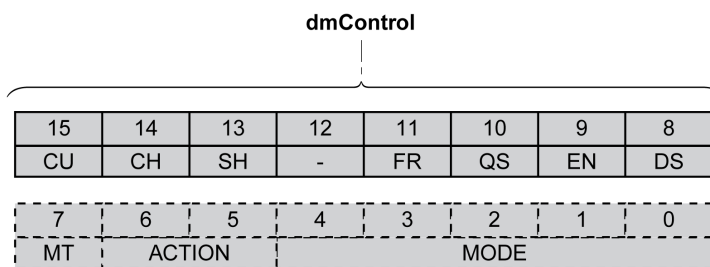 dmControl
15 14 13 12 11 10 9 8
CU CH SH - FR QS EN DS
7 6 5 4 3 2 1 0
MT ACTION MODE